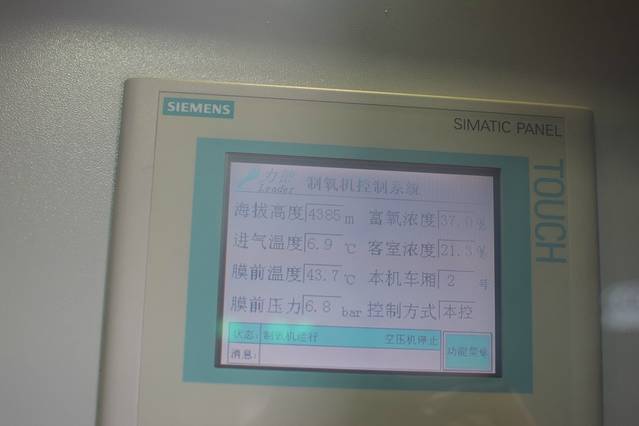 SIEMENS
SIMATIC PANEL
TOUCH
Leader 制氧机控制系统
海拔高度 4385 m 富氧浓度 37.0 %
进气温度 6.9 ℃ 客室浓度 21.3 %
膜前温度 43.7 ℃ 本机车厢 2 号
膜前压力 6.8 bar 控制方式 本控
状态: 制氧机运行 空压机停止
功能菜单
消息: